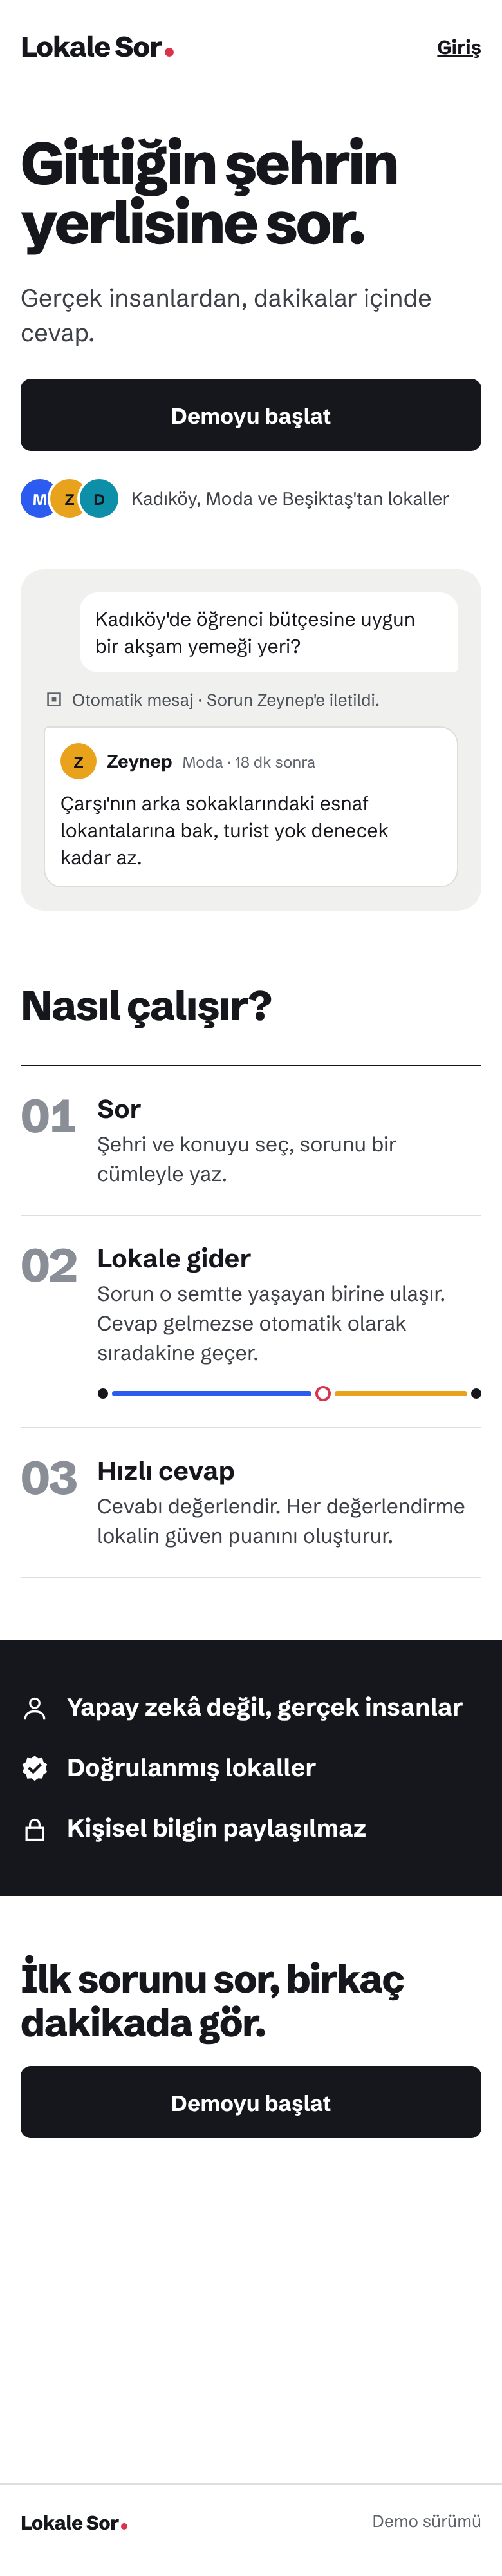 Lokale Sor.
Giriş
Gittiğin şehrin
yerlisine sor.
Gerçek insanlardan, dakikalar içinde
cevap.
Demoyu başlat
M Z D Kadıköy, Moda ve Beşiktaş'tan lokaller
Kadıköy'de öğrenci bütçesine uygun
bir akşam yemeği yeri?
Otomatik mesaj · Sorun Zeynep'e iletildi.
Z Zeynep Moda · 18 dk sonra
Çarşı'nın arka sokaklarındaki esnaf
lokantalarına bak, turist yok denecek
kadar az.
Nasıl çalışır?
01 Sor
Şehri ve konuyu seç, sorunu bir
cümleyle yaz.
02 Lokale gider
Sorun o semtte yaşayan birine ulaşır.
Cevap gelmezse otomatik olarak
sıradakine geçer.
03 Hızlı cevap
Cevabı değerlendir. Her değerlendirme
lokalin güven puanını oluşturur.
Yapay zekâ değil, gerçek insanlar
Doğrulanmış lokaller
Kişisel bilgin paylaşılmaz
İlk sorunu sor, birkaç
dakikada gör.
Demoyu başlat
Lokale Sor.
Demo sürümü